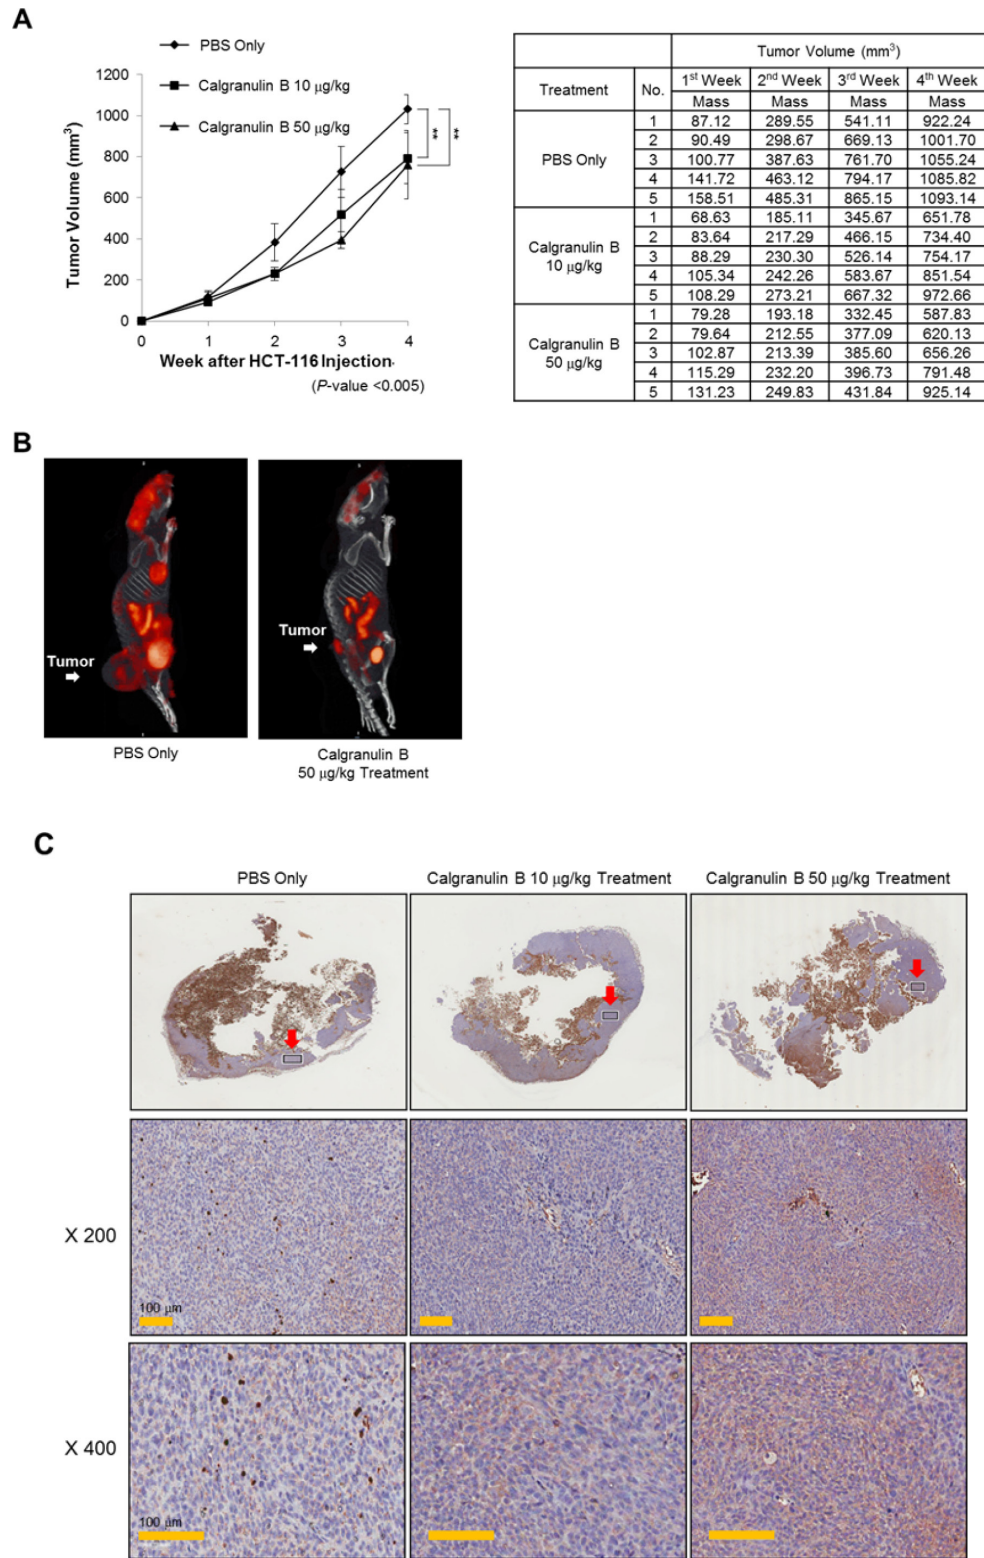 A
PBS Only
Calgranulin B 10 μg/kg
Calgranulin B 50 μg/kg
Tumor Volume (mm³)
1200
1000
800
600
400
200
0
0 1 2 3 4
**
**
Week after HCT-116 Injection.
(P-value <0.005)
Tumor Volume (mm³)
Treatment No. 1st Week 2nd Week 3rd Week 4th Week
Mass Mass Mass Mass
PBS Only
1 87.12 289.55 541.11 922.24
2 90.49 298.67 669.13 1001.70
3 100.77 387.63 761.70 1055.24
4 141.72 463.12 794.17 1085.82
5 158.51 485.31 865.15 1093.14
Calgranulin B
10 μg/kg
1 68.63 185.11 345.67 651.78
2 83.64 217.29 466.15 734.40
3 88.29 230.30 526.14 754.17
4 105.34 242.26 583.67 851.54
5 108.29 273.21 667.32 972.66
Calgranulin B
50 μg/kg
1 79.28 193.18 332.45 587.83
2 79.64 212.55 377.09 620.13
3 102.87 213.39 385.60 656.26
4 115.29 232.20 396.73 791.48
5 131.23 249.83 431.84 925.14
B
Tumor
Tumor
PBS Only
Calgranulin B
50 μg/kg Treatment
C
PBS Only
Calgranulin B 10 μg/kg Treatment
Calgranulin B 50 μg/kg Treatment
X 200
100 μm
X 400
100 μm